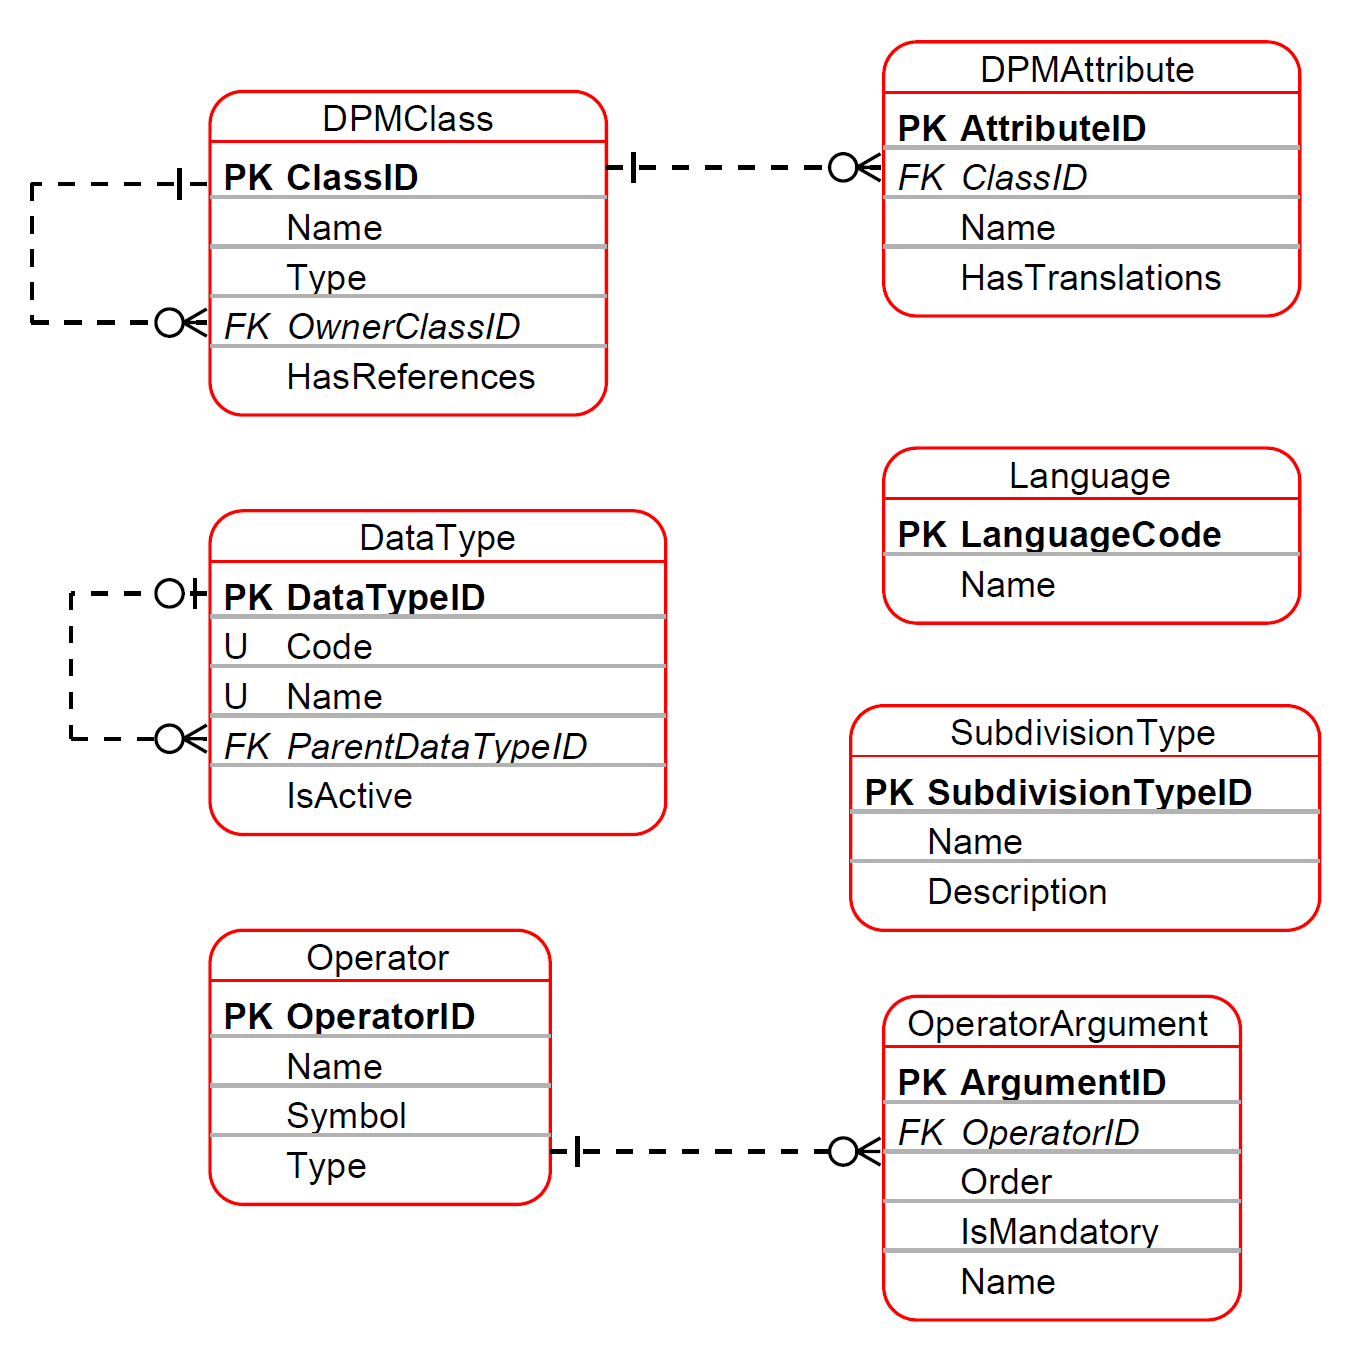 DPMClass
PK ClassID
Name
Type
FK OwnerClassID
HasReferences
DPMAttribute
PK AttributeID
FK ClassID
Name
HasTranslations
DataType
PK DataTypeID
U Code
U Name
FK ParentDataTypeID
IsActive
Language
PK LanguageCode
Name
SubdivisionType
PK SubdivisionTypeID
Name
Description
Operator
PK OperatorID
Name
Symbol
Type
OperatorArgument
PK ArgumentID
FK OperatorID
Order
IsMandatory
Name